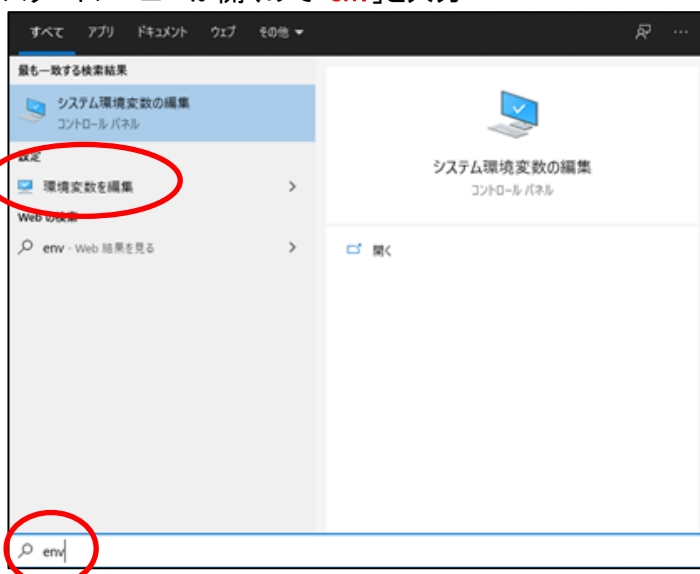 env」を入力
すべて アプリ ドキュメント ウェブ その他
最も一致する検索結果
システム環境変数の編集
コントロール パネル
設定
環境変数を編集
Web の検索
env - Web 結果を見る
システム環境変数の編集
コントロール パネル
開く
env